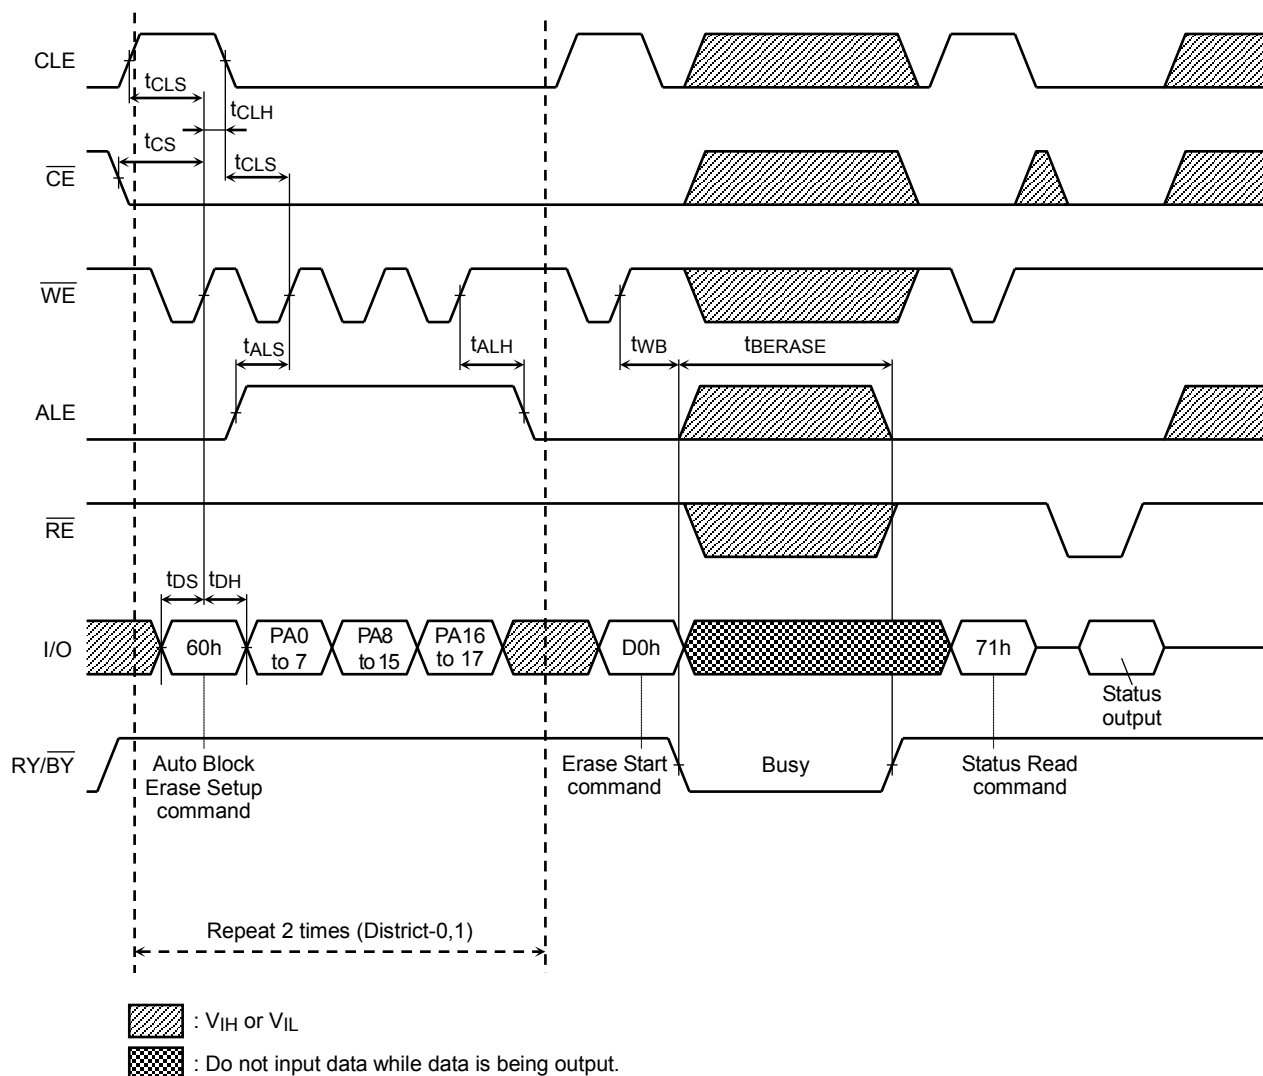 CLE
tCLS
tCLH
tCS
tCLS
CE
WE
tALS
tALH
tWB
tBERASE
ALE
RE
tDS
tDH
I/O
60h
PA0
to 7
PA8
to 15
PA16
to 17
D0h
71h
Status
output
RY/BY
Auto Block
Erase Setup
command
Erase Start
command
Busy
Status Read
command
Repeat 2 times (District-0,1)
: VIH or VIL
: Do not input data while data is being output.